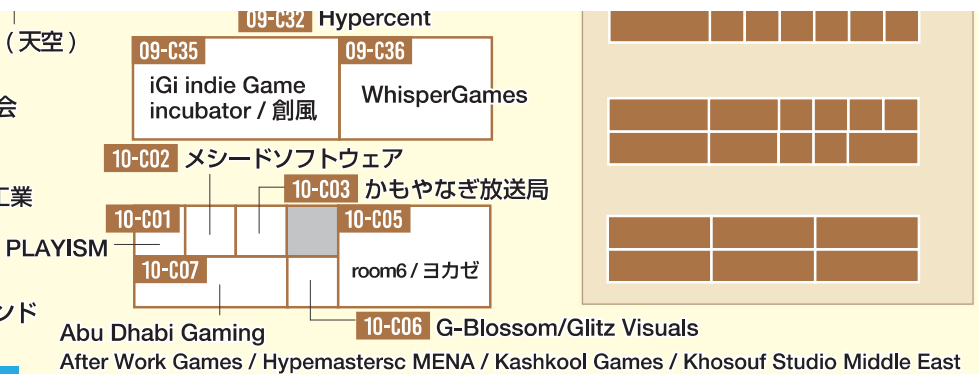 09-C32 Hypercent
(天空)
09-C35
09-C36
iGi indie Game
incubator / 創風
WhisperGames
会
10-C02 メシードソフトウェア
10-C03 かもやなぎ放送局
工業
10-C01
10-C05
PLAYISM
10-C07
room6 / ヨカゼ
ンド
Abu Dhabi Gaming
10-C06 G-Blossom/Glitz Visuals
After Work Games / Hypemastersc MENA / Kashkool Games / Khosouf Studio Middle East